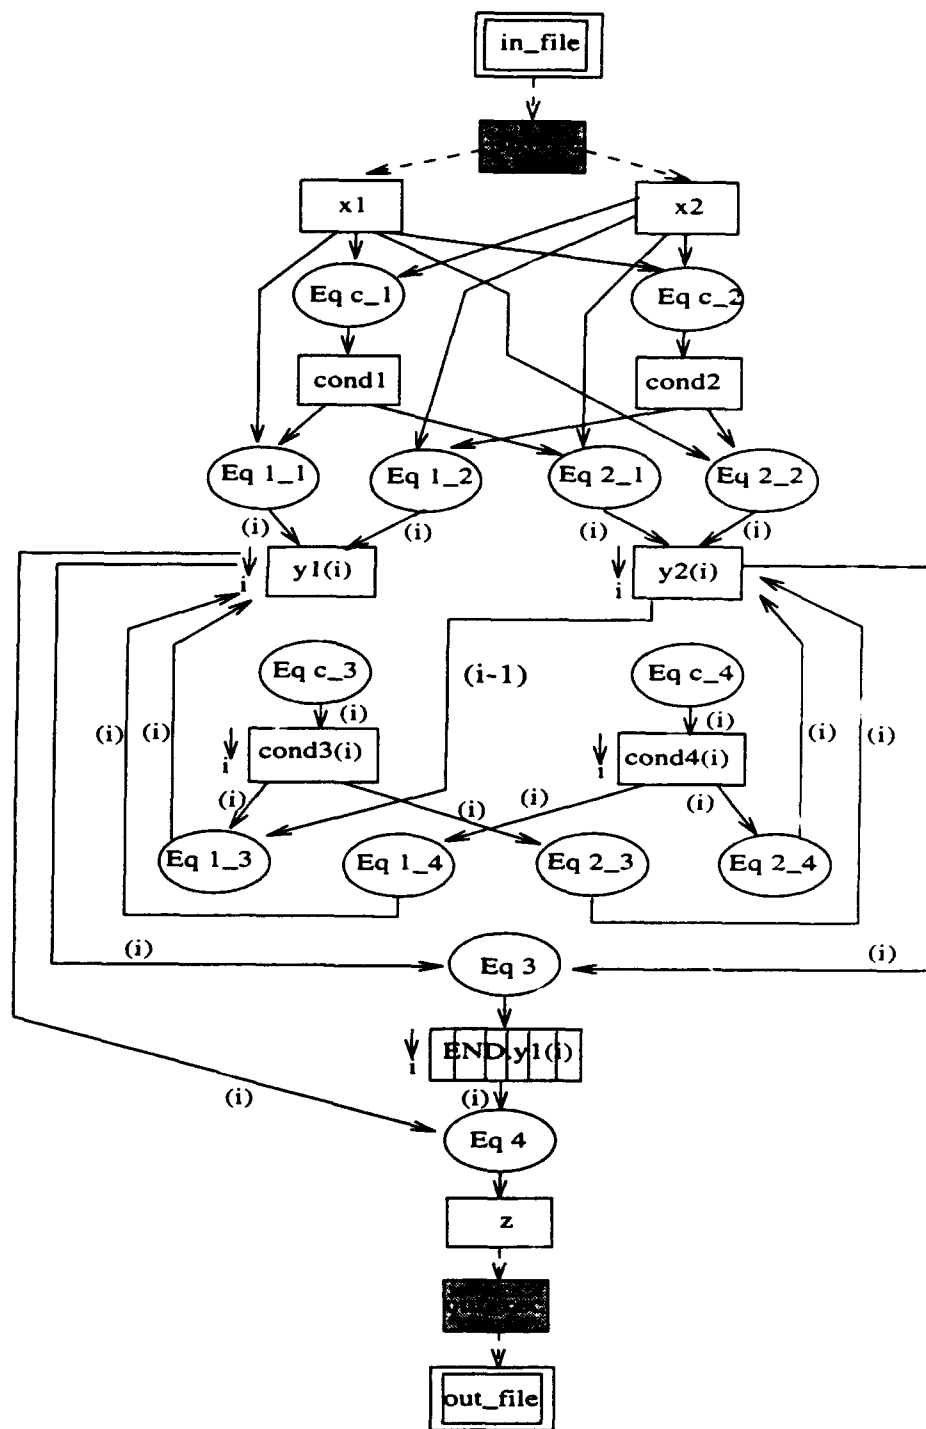 in_file
x1
x2
Eq c_1
Eq c_2
cond1
cond2
Eq 1_1
Eq 1_2
Eq 2_1
Eq 2_2
(i)
(i)
(i)
(i)
i
y1(i)
i
y2(i)
Eq c_3
(i-1)
Eq c_4
(i)
(i)
(i)
(i)
(i)
(i)
i
cond3(i)
i
cond4(i)
(i)
(i)
(i)
(i)
Eq 1_3
Eq 1_4
Eq 2_3
Eq 2_4
(i)
(i)
Eq 3
i
END.y1(i)
(i)
(i)
Eq 4
z
out_file